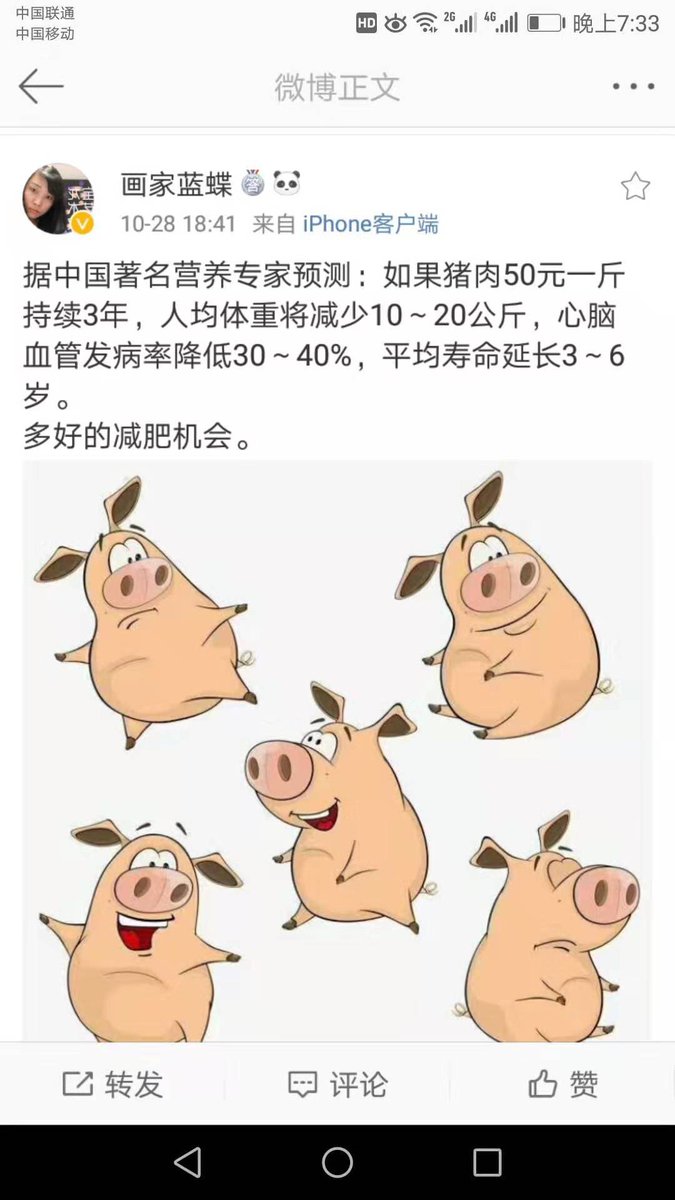 中国联通
中国移动
HD 2G 4G 晚上7:33
微博正文
画家蓝蝶 答
10-28 18:41 来自 iPhone客户端
据中国著名营养专家预测：如果猪肉50元一斤
持续3年，人均体重将减少10～20公斤，心脑
血管发病率降低30～40%，平均寿命延长3～6
岁。
多好的减肥机会。
转发 评论 赞